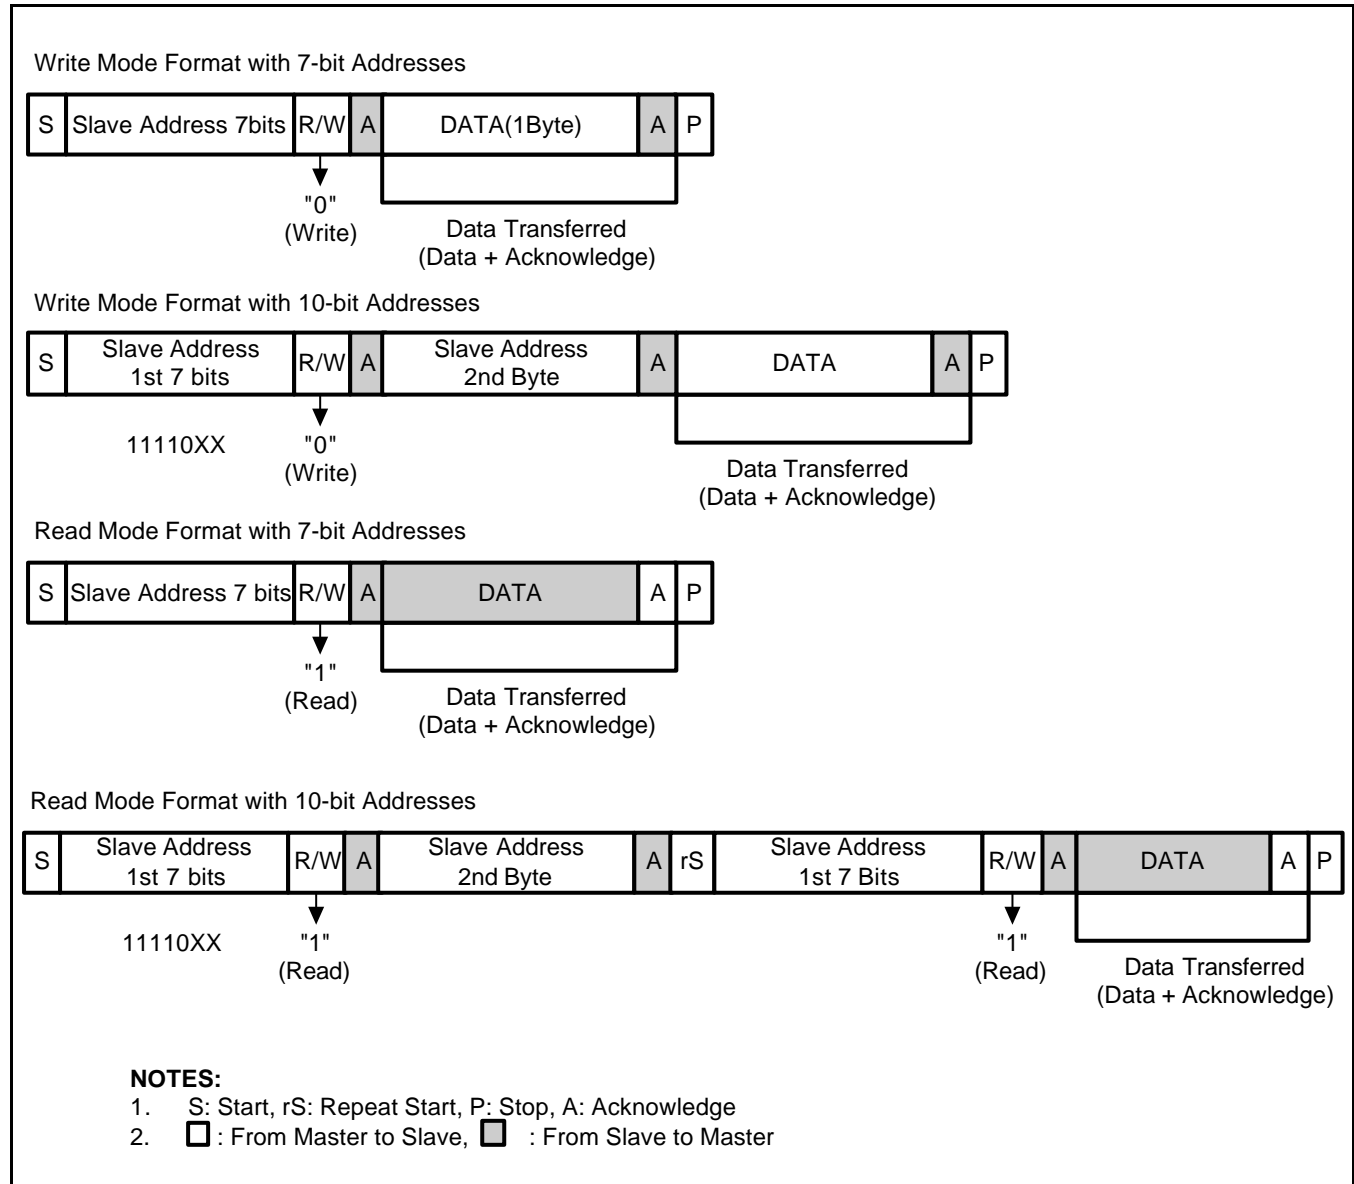 Write Mode Format with 7-bit Addresses
S Slave Address 7bits R/W A DATA(1Byte) A P
"0"
(Write)
Data Transferred
(Data + Acknowledge)
Write Mode Format with 10-bit Addresses
S Slave Address 1st 7 bits R/W A Slave Address 2nd Byte A DATA A P
11110XX "0"
(Write)
Data Transferred
(Data + Acknowledge)
Read Mode Format with 7-bit Addresses
S Slave Address 7 bits R/W A DATA A P
"1"
(Read)
Data Transferred
(Data + Acknowledge)
Read Mode Format with 10-bit Addresses
S Slave Address 1st 7 bits R/W A Slave Address 2nd Byte A rS Slave Address 1st 7 Bits R/W A DATA A P
11110XX "1" "1"
(Read) (Read)
Data Transferred
(Data + Acknowledge)
NOTES:
1. S: Start, rS: Repeat Start, P: Stop, A: Acknowledge
2. : From Master to Slave, : From Slave to Master